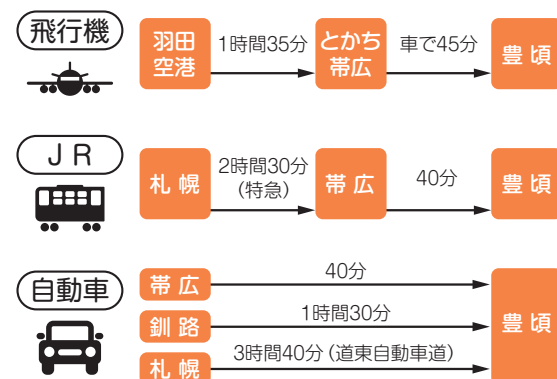 飛行機
羽田
空港
1時間35分
とかち
帯広
車で45分
豊頃
JR
札幌
2時間30分
(特急)
帯広
40分
豊頃
自動車
帯広
40分
釧路
1時間30分
札幌
3時間40分(道東自動車道)
豊頃